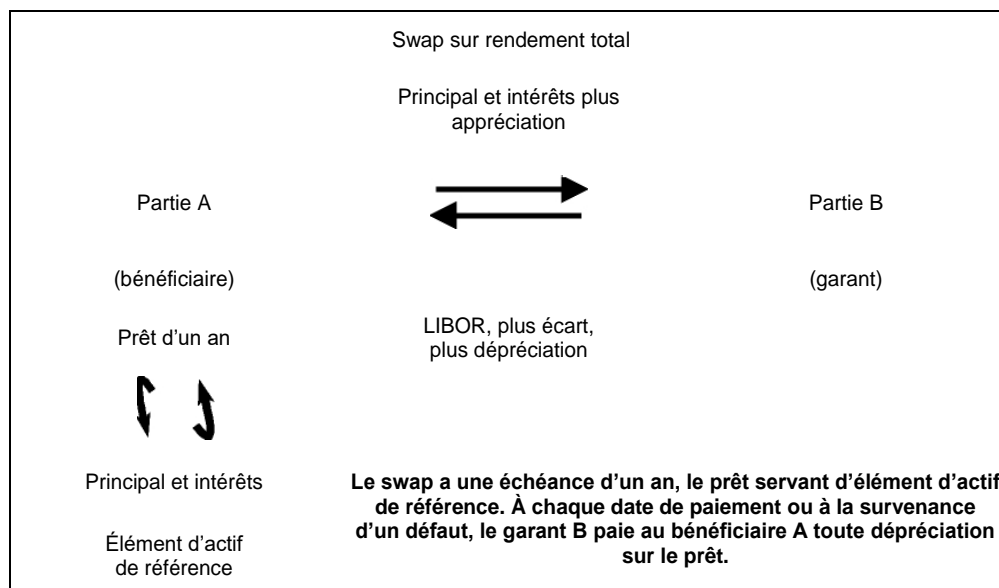 Swap sur rendement total
Principal et intérêts plus
appréciation
Partie A
Partie B
(bénéficiaire)
(garant)
Prêt d’un an
LIBOR, plus écart,
plus dépréciation
Principal et intérêts
Élément d’actif
de référence
Le swap a une échéance d’un an, le prêt servant d’élément d’actif
de référence. À chaque date de paiement ou à la survenance
d’un défaut, le garant B paie au bénéficiaire A toute dépréciation
sur le prêt.